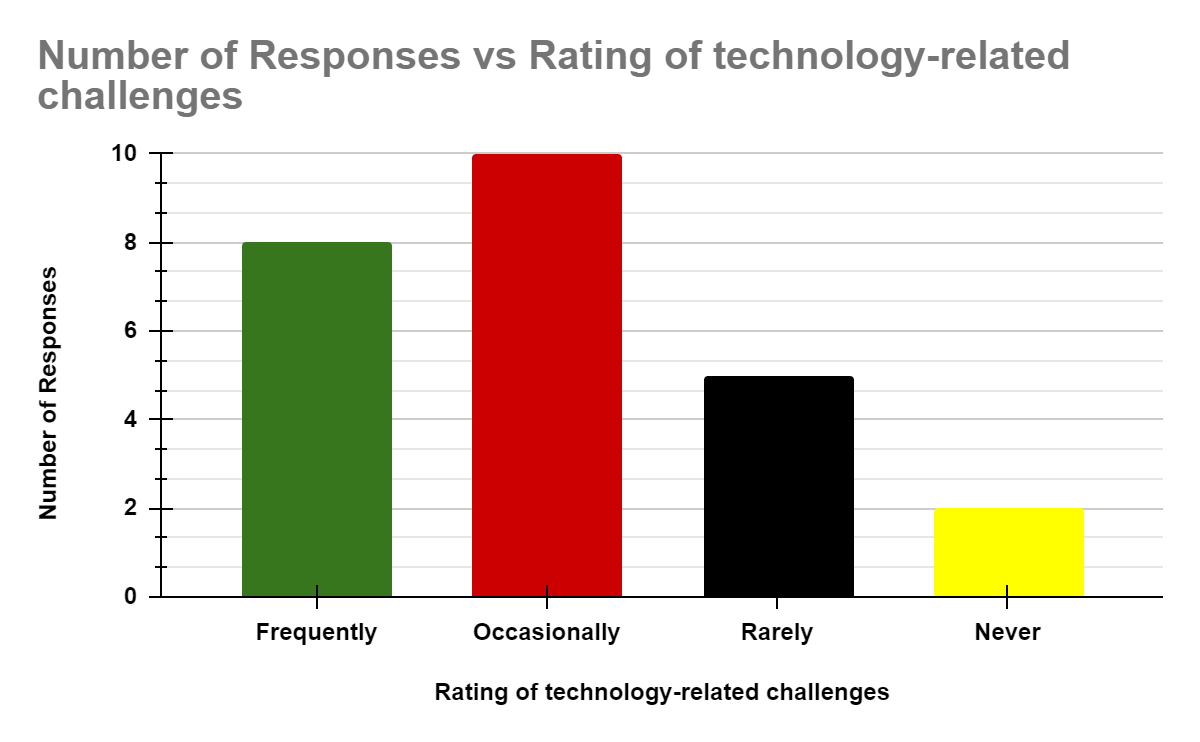 Number of Responses vs Rating of technology-related
challenges
10
8
6
4
2
0
Number of Responses
Frequently
Occasionally
Rarely
Never
Rating of technology-related challenges